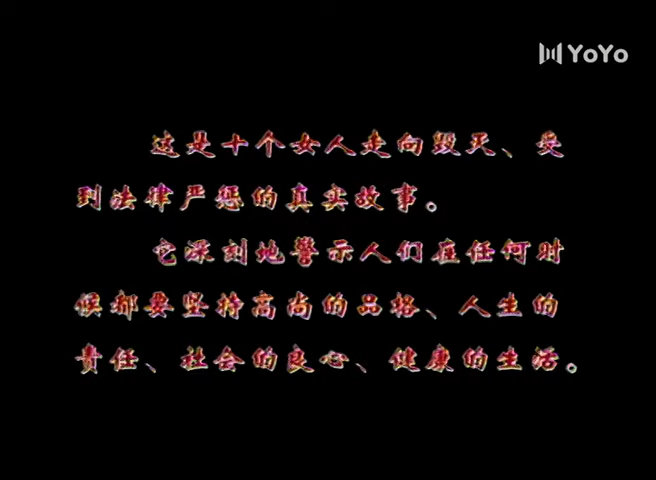 YoYo
这是十个女人走向毁灭、受
到法律严惩的真实故事。
它深刻地警示人们在任何时
候都要坚持高尚的品格、人生的
责任、社会的良心、健康的生活。